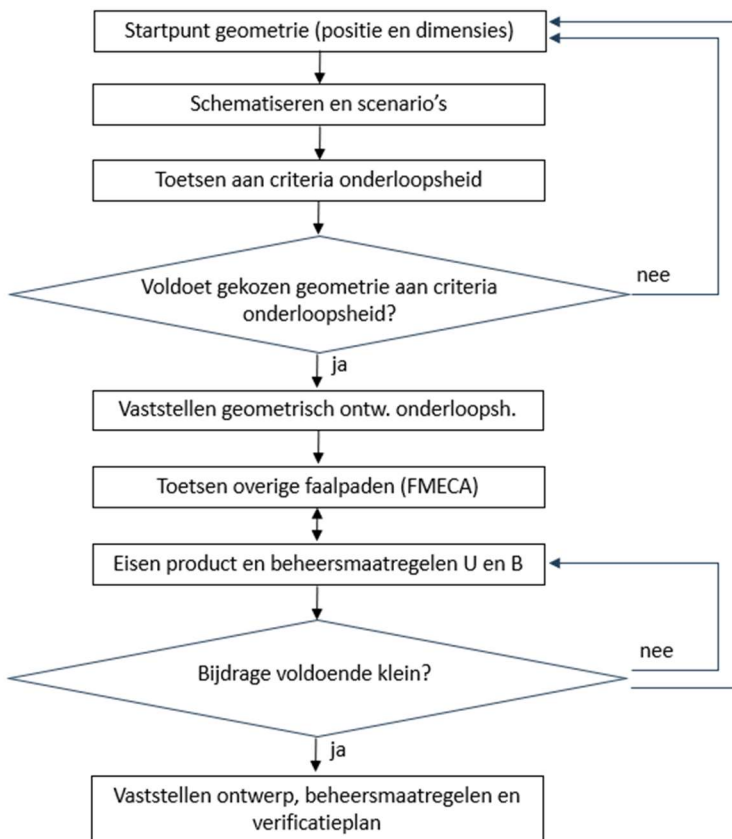 Startpunt geometrie (positie en dimensies)
Schematiseren en scenario's
Toetsen aan criteria onderloopsheid
Voldoet gekozen geometrie aan criteria
onderloopsheid?
nee
ja
Vaststellen geometrisch ontw. onderloopsh.
Toetsen overige faalpaden (FMECA)
Eisen product en beheersmaatregelen U en B
Bijdrage voldoende klein?
nee
ja
Vaststellen ontwerp, beheersmaatregelen en
verificatieplan